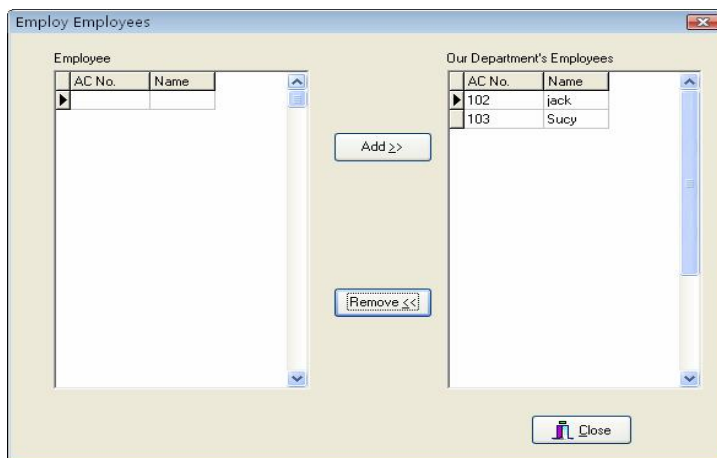 Employ Employees
Employee
AC No. Name
Add >>
Remove <<
Our Department's Employees
AC No. Name
102 jack
103 Sucy
Close